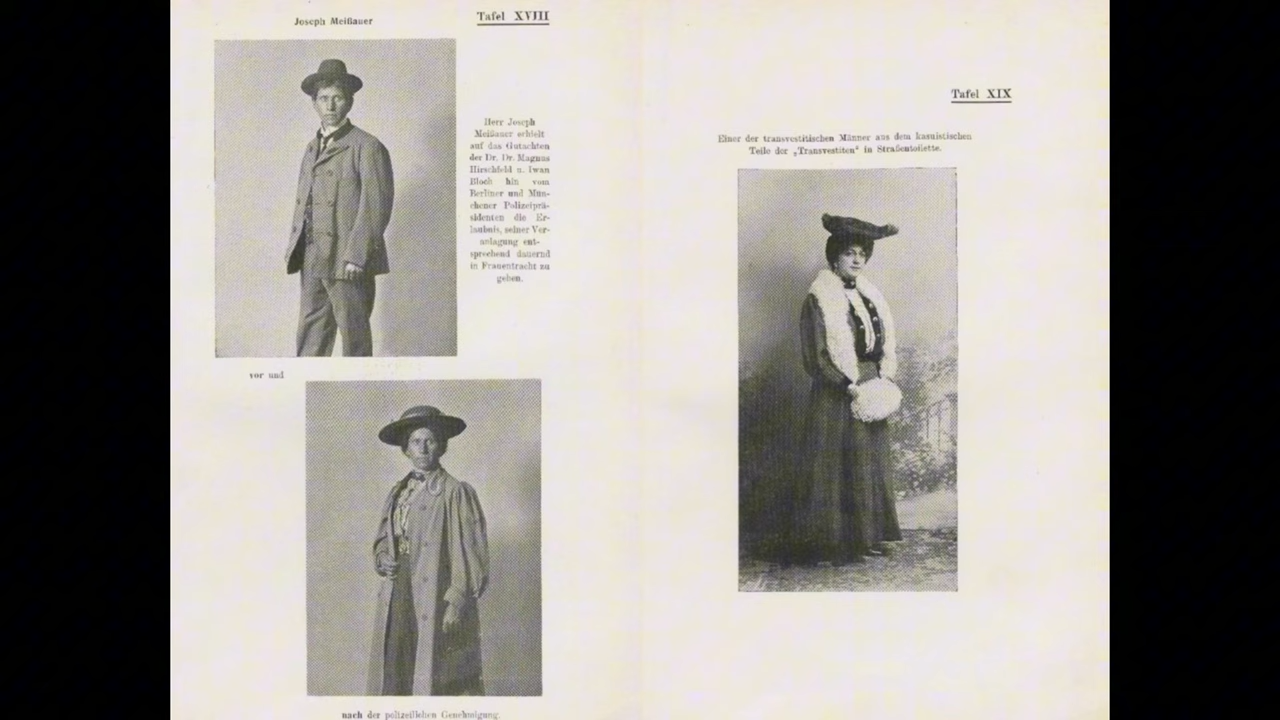 Joseph Meißauer
Tafel XVIII
Herr Joseph
Meißauer erhielt
auf das Gutachten
der Dr. Dr. Magnus
Hirschfeld u. Iwan
Bloch hin vom
Berliner und Mün-
chener Polizeiprä-
sidenten die Er-
laubnis, seiner Ver-
anlagung ent-
sprechend dauernd
in Frauentracht zu
gehen.
vor und
nach der polizeilichen Genehmigung.
Tafel XIX
Einer der transvestitischen Männer aus dem kasuistischen
Teile der „Transvestiten“ in Straßentoilette.